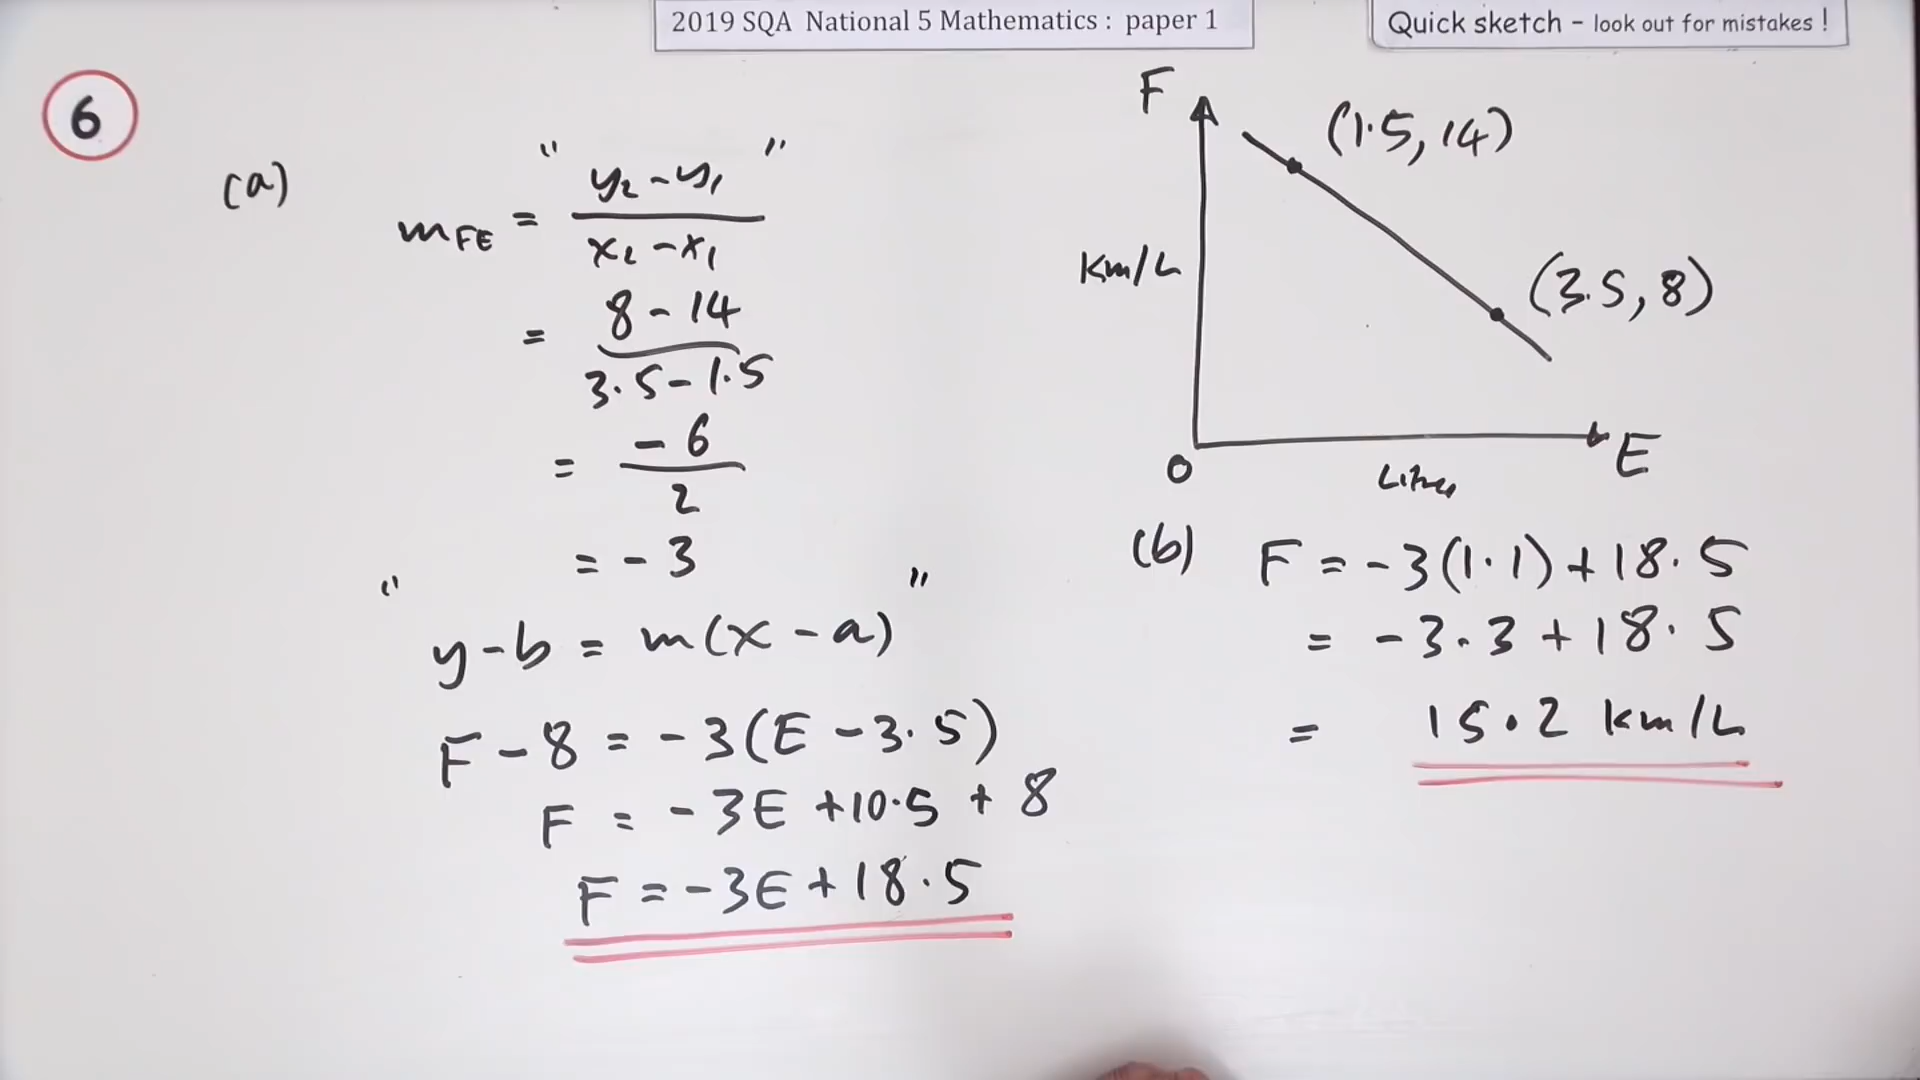 2019 SQA National 5 Mathematics : paper 1
Quick sketch - look out for mistakes !
6
(a)
" y₂ - y₁ "
m_FE = ———
x₂ - x₁
= 8 - 14
3.5 - 1.5
= - 6
2
= - 3
" y - b = m(x - a) "
F - 8 = - 3(E - 3.5)
F = - 3E + 10.5 + 8
F = - 3E + 18.5
F
(1.5, 14)
Km/L
(3.5, 8)
O
E
Litres
(b) F = - 3(1.1) + 18.5
= - 3.3 + 18.5
= 15.2 km/L